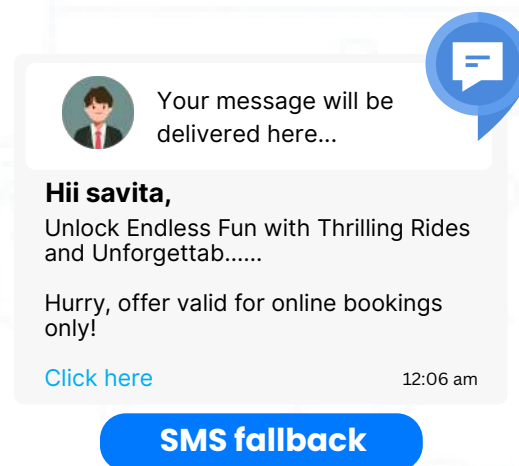 Your message will be
delivered here...
Hii savita,
Unlock Endless Fun with Thrilling Rides
and Unforgettab......
Hurry, offer valid for online bookings
only!
Click here
12:06 am
SMS fallback